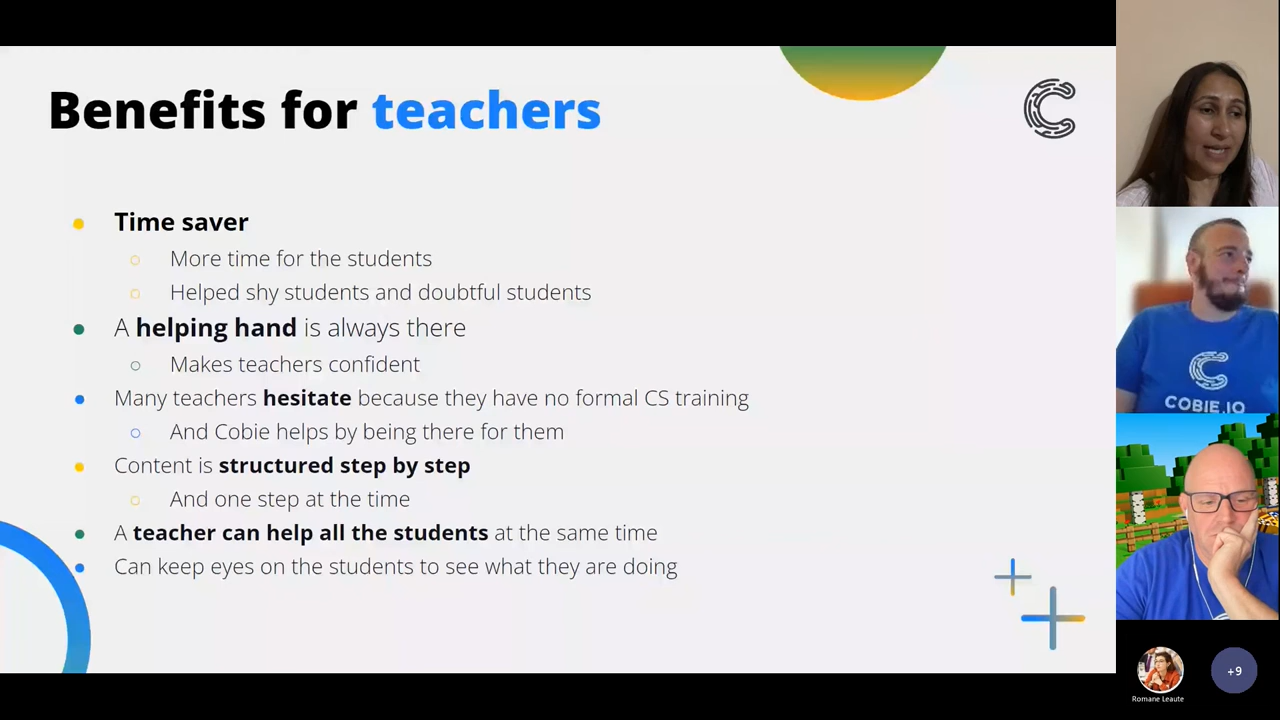 Benefits for teachers
Time saver
More time for the students
Helped shy students and doubtful students
A helping hand is always there
Makes teachers confident
Many teachers hesitate because they have no formal CS training
And Cobie helps by being there for them
Content is structured step by step
And one step at the time
A teacher can help all the students at the same time
Can keep eyes on the students to see what they are doing
COBIE.IO
Romane Leaute
+9